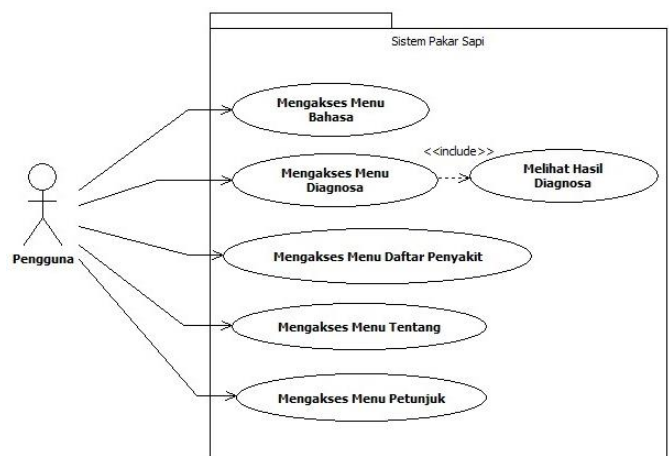 Sistem Pakar Sapi
Mengakses Menu
Bahasa
<<include>>
Mengakses Menu
Diagnosa
Melihat Hasil
Diagnosa
Pengguna
Mengakses Menu Daftar Penyakit
Mengakses Menu Tentang
Mengakses Menu Petunjuk